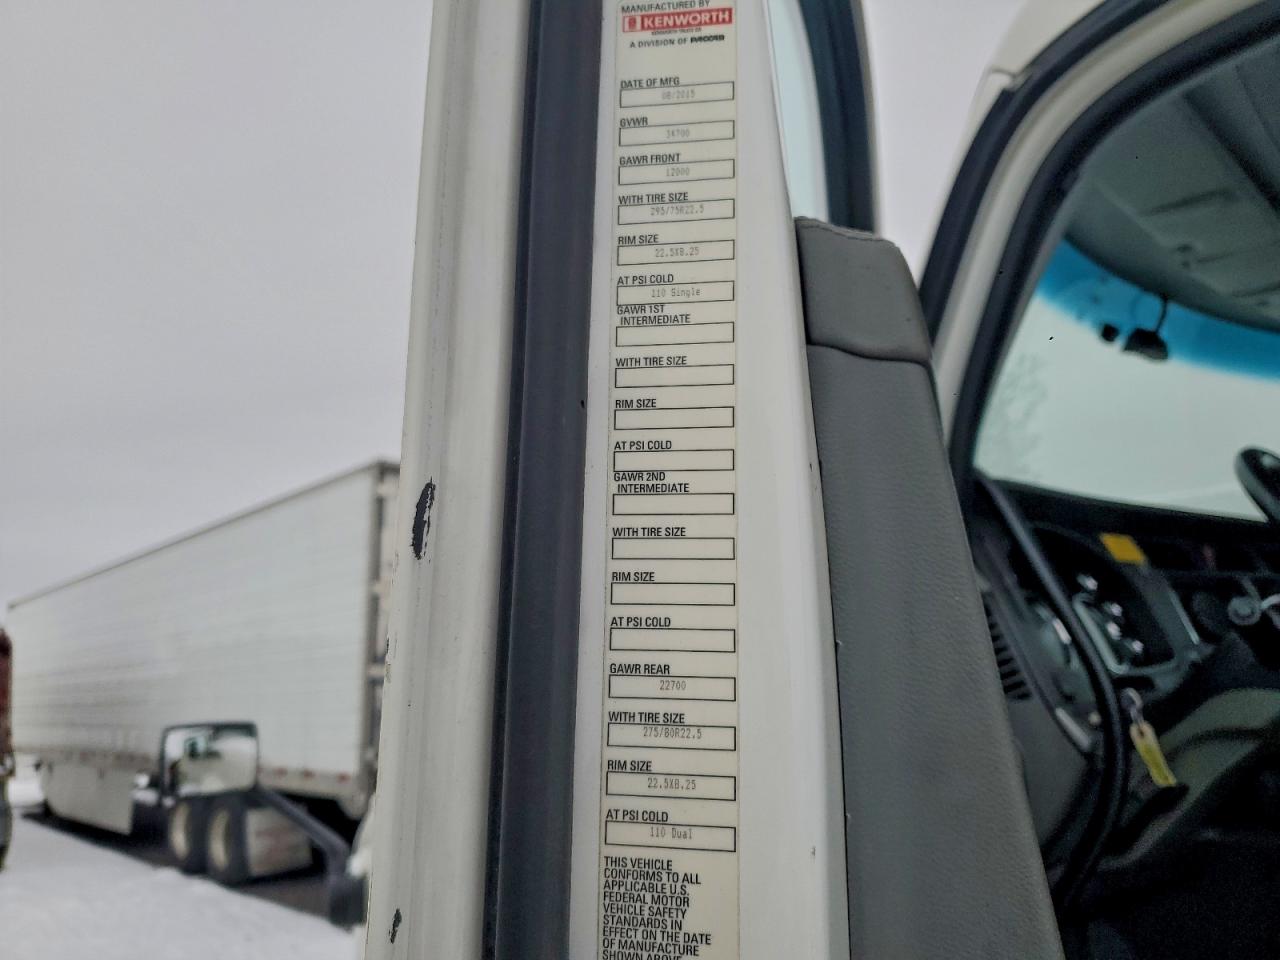 MANUFACTURED BY
KENWORTH
KENWORTH TRUCK CO.
A DIVISION OF PACCAR
DATE OF MFG
08/2015
GVWR
34700
GAWR FRONT
12000
WITH TIRE SIZE
295/75R22.5
RIM SIZE
22.5X8.25
AT PSI COLD
110 Single
GAWR 1ST
INTERMEDIATE
WITH TIRE SIZE
RIM SIZE
AT PSI COLD
GAWR 2ND
INTERMEDIATE
WITH TIRE SIZE
RIM SIZE
AT PSI COLD
GAWR REAR
22700
WITH TIRE SIZE
275/80R22.5
RIM SIZE
22.5X8.25
AT PSI COLD
110 Dual
THIS VEHICLE
CONFORMS TO ALL
APPLICABLE U.S.
FEDERAL MOTOR
VEHICLE SAFETY
STANDARDS IN
EFFECT ON THE DATE
OF MANUFACTURE
SHOWN ABOVE